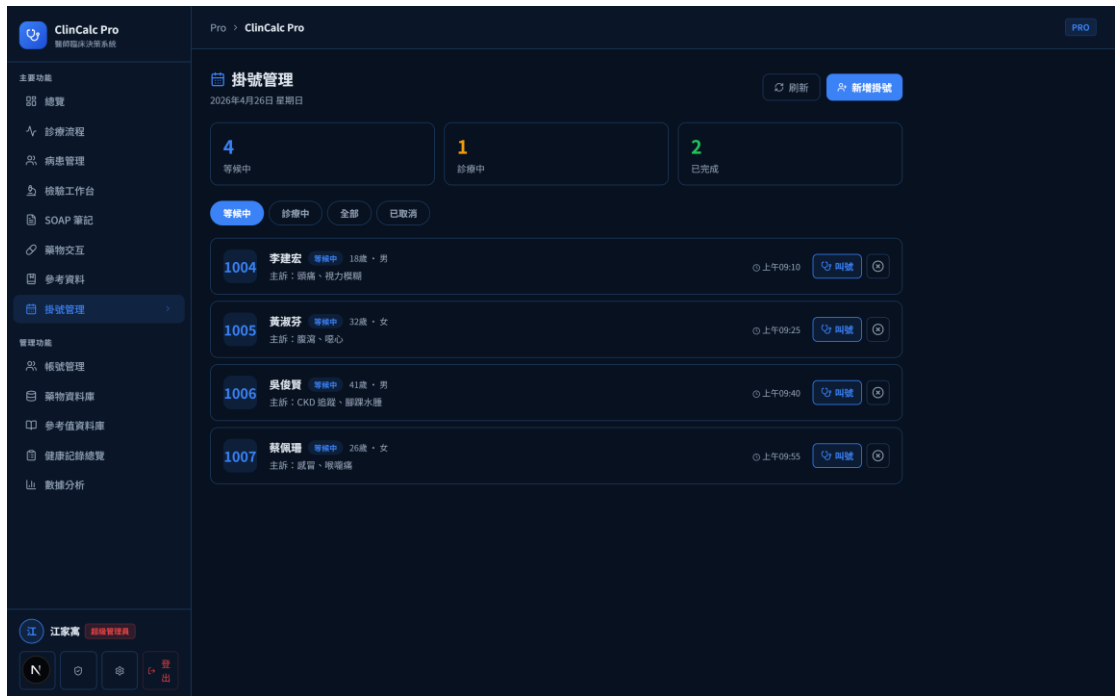 ClinCalc Pro
醫師臨床決策系統
主要功能
總覽
診療流程
病患管理
檢驗工作台
SOAP 筆記
藥物交互
參考資料
掛號管理
管理功能
帳號管理
藥物資料庫
參考值資料庫
健康記錄總覽
數據分析
江 江家寓 超級管理員
N
登出
Pro > ClinCalc Pro
PRO
掛號管理
2026年4月26日 星期日
刷新
新增掛號
4
等候中
1
診療中
2
已完成
等候中 診療中 全部 已取消
1004 李建宏 等候中 18歲・男
主訴：頭痛、視力模糊
上午09:10 叫號
1005 黃淑芬 等候中 32歲・女
主訴：腹瀉、噁心
上午09:25 叫號
1006 吳俊賢 等候中 41歲・男
主訴：CKD 追蹤、腳踝水腫
上午09:40 叫號
1007 蔡佩珊 等候中 26歲・女
主訴：感冒、喉嚨痛
上午09:55 叫號